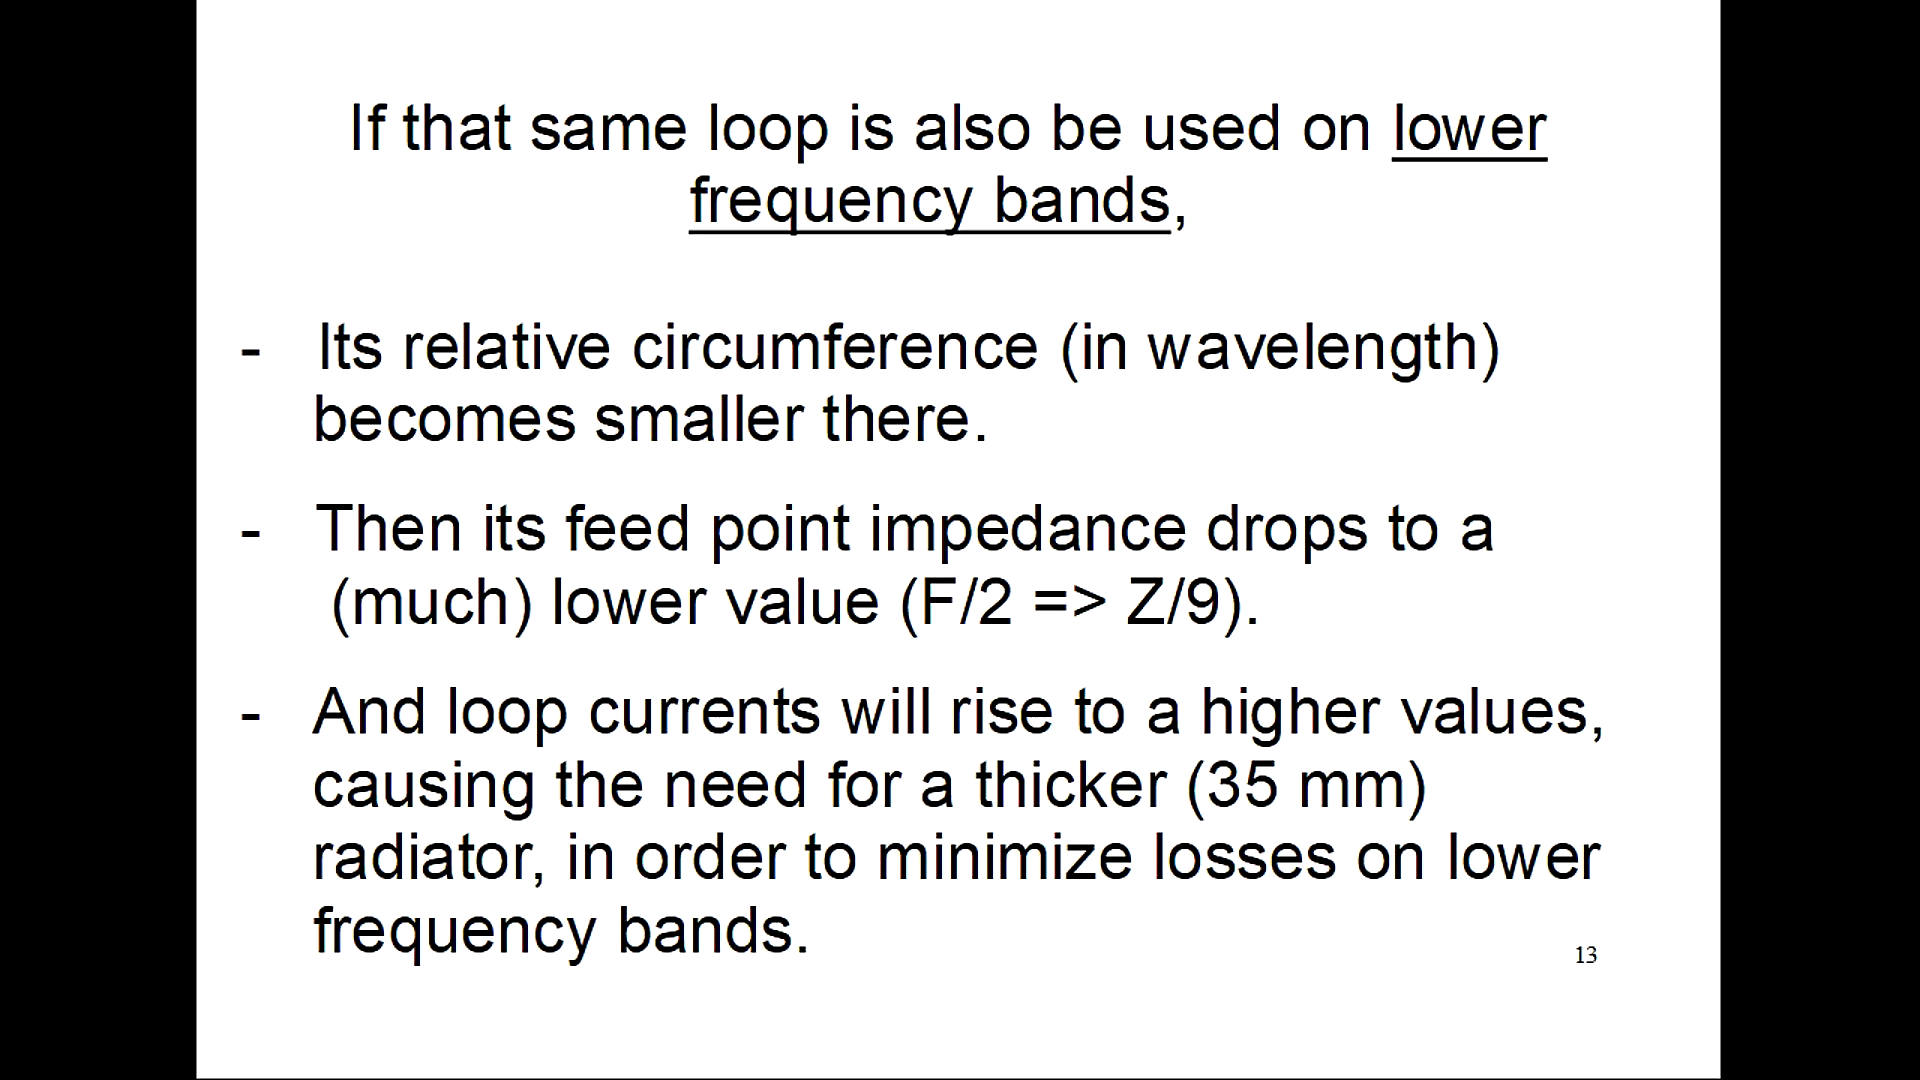 If that same loop is also be used on lower
frequency bands,
- Its relative circumference (in wavelength)
becomes smaller there.
- Then its feed point impedance drops to a
(much) lower value (F/2 => Z/9).
- And loop currents will rise to a higher values,
causing the need for a thicker (35 mm)
radiator, in order to minimize losses on lower
frequency bands.
13